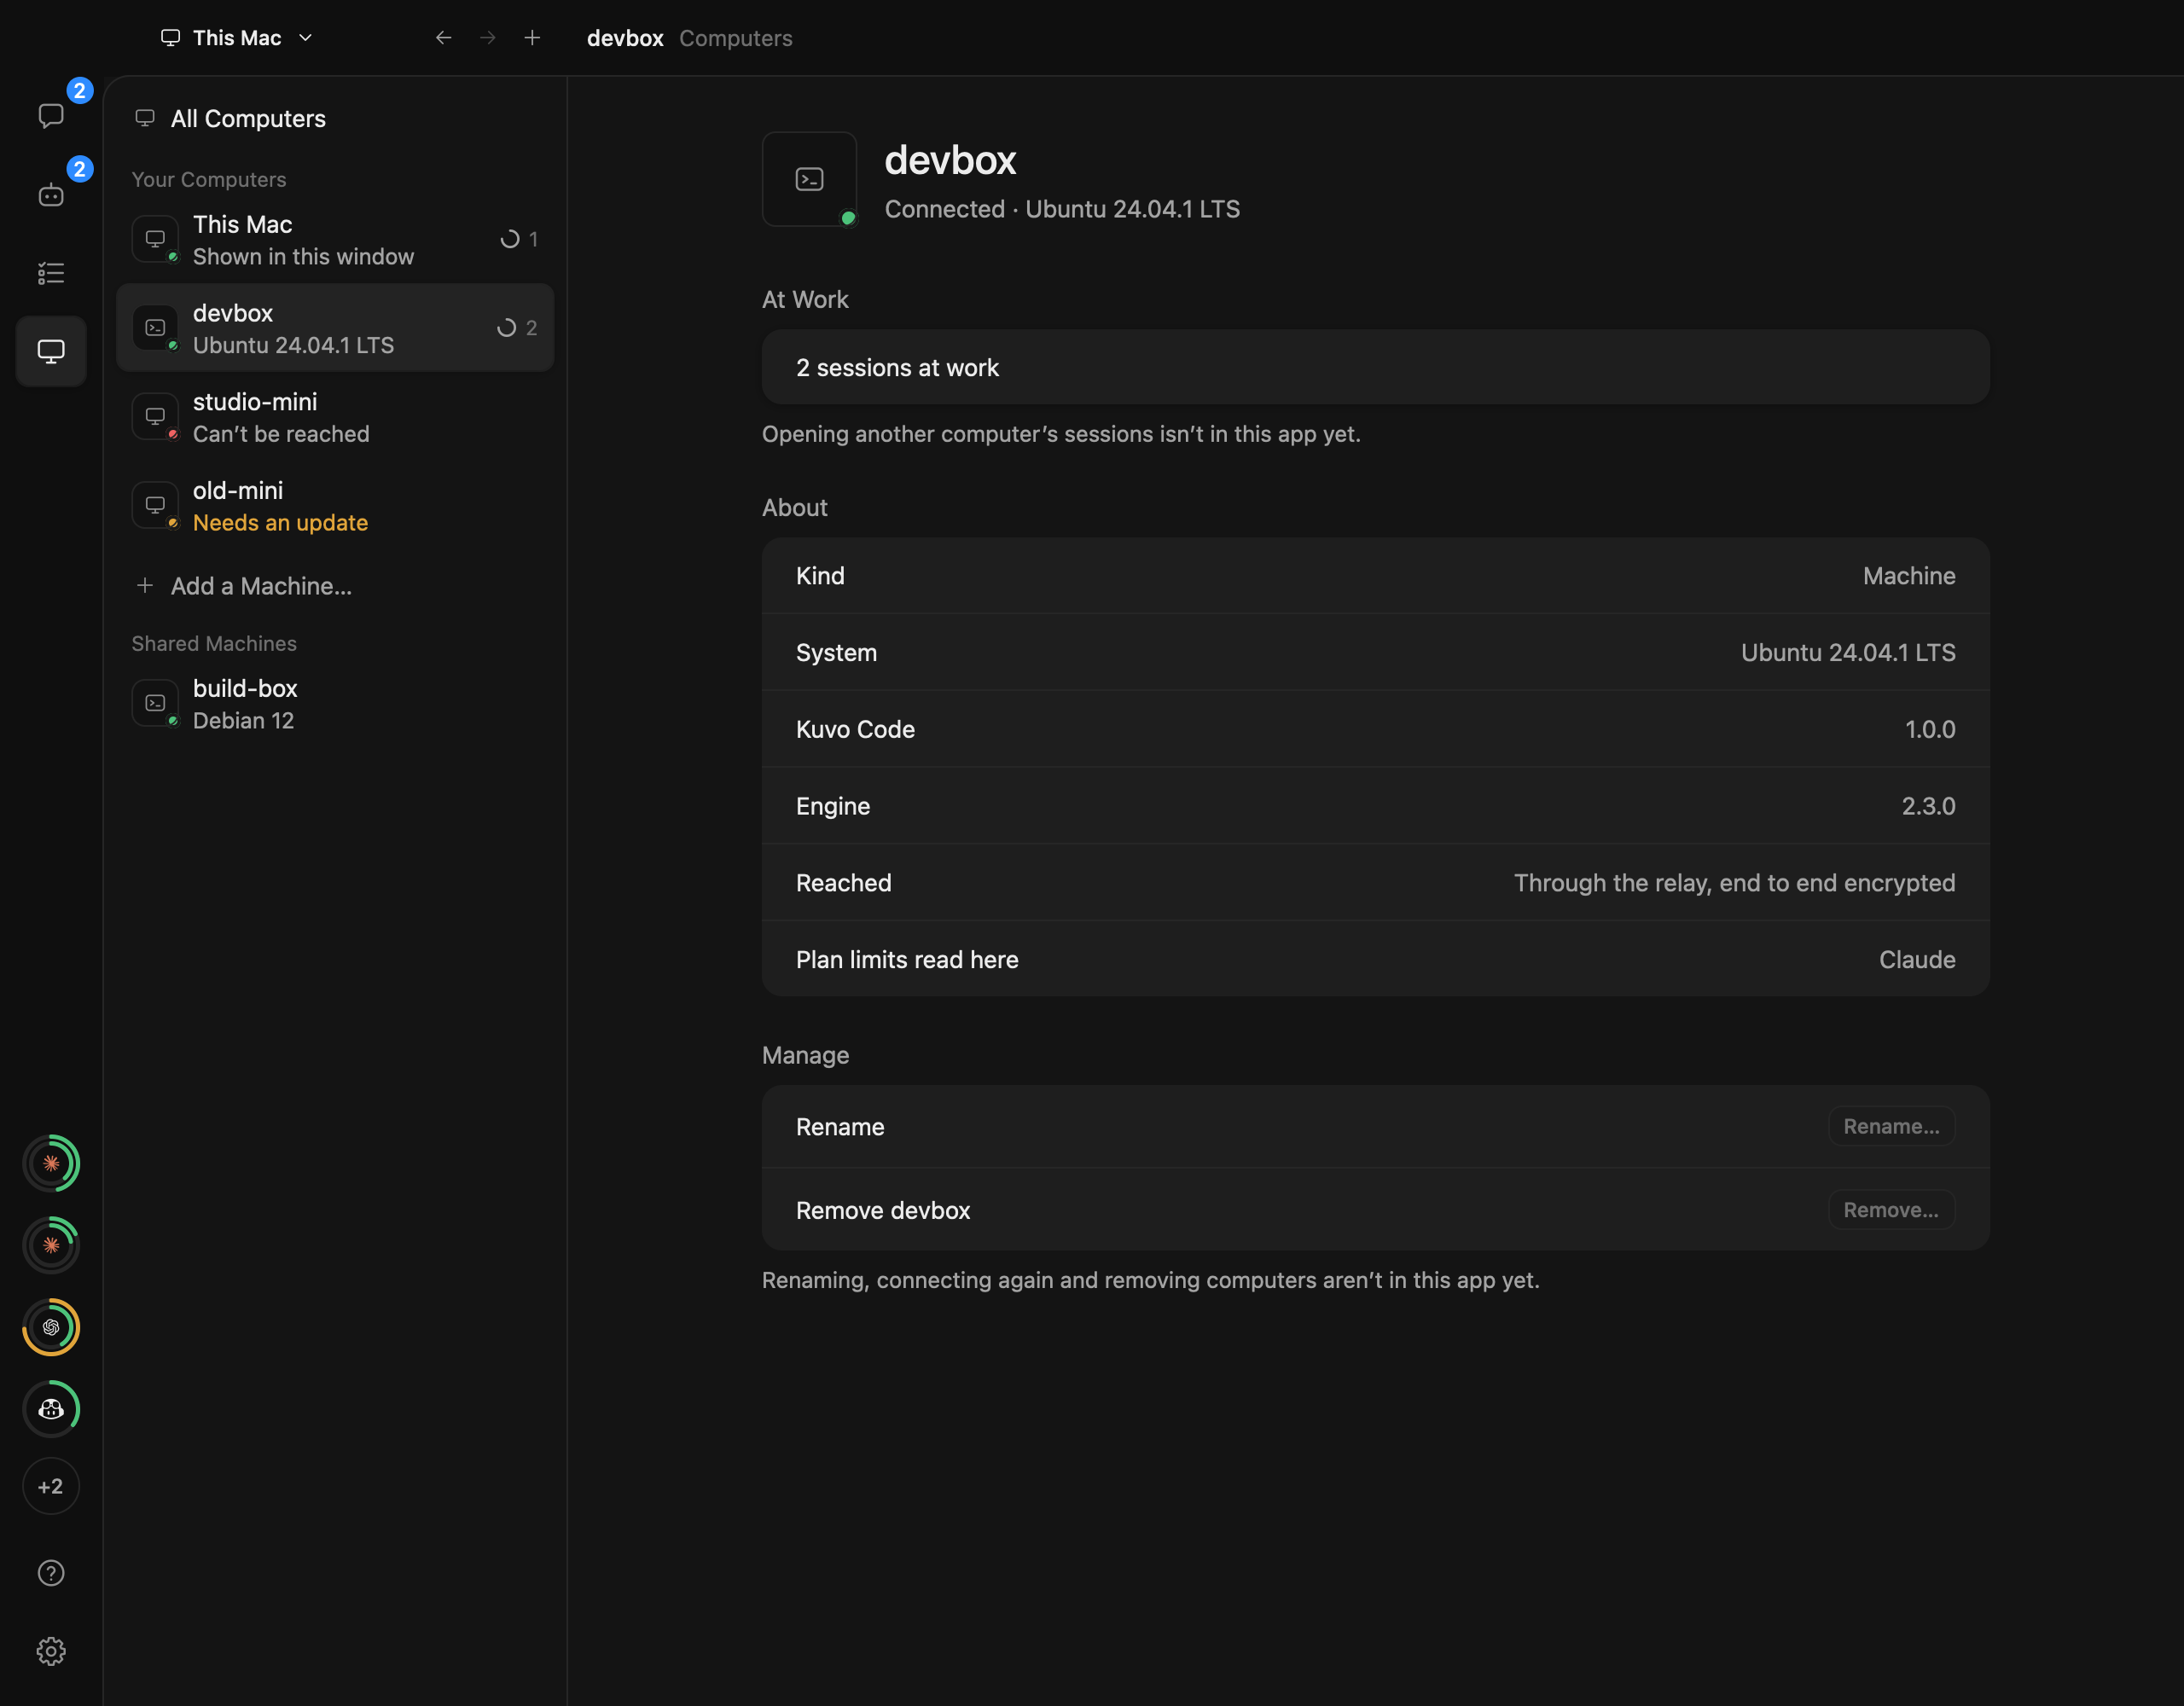 This Mac
devbox Computers
2
2
All Computers
Your Computers
This Mac
Shown in this window
1
devbox
Ubuntu 24.04.1 LTS
2
studio-mini
Can’t be reached
old-mini
Needs an update
Add a Machine...
Shared Machines
build-box
Debian 12
+2
devbox
Connected · Ubuntu 24.04.1 LTS
At Work
2 sessions at work
Opening another computer’s sessions isn’t in this app yet.
About
Kind Machine
System Ubuntu 24.04.1 LTS
Kuvo Code 1.0.0
Engine 2.3.0
Reached Through the relay, end to end encrypted
Plan limits read here Claude
Manage
Rename Rename...
Remove devbox Remove...
Renaming, connecting again and removing computers aren’t in this app yet.